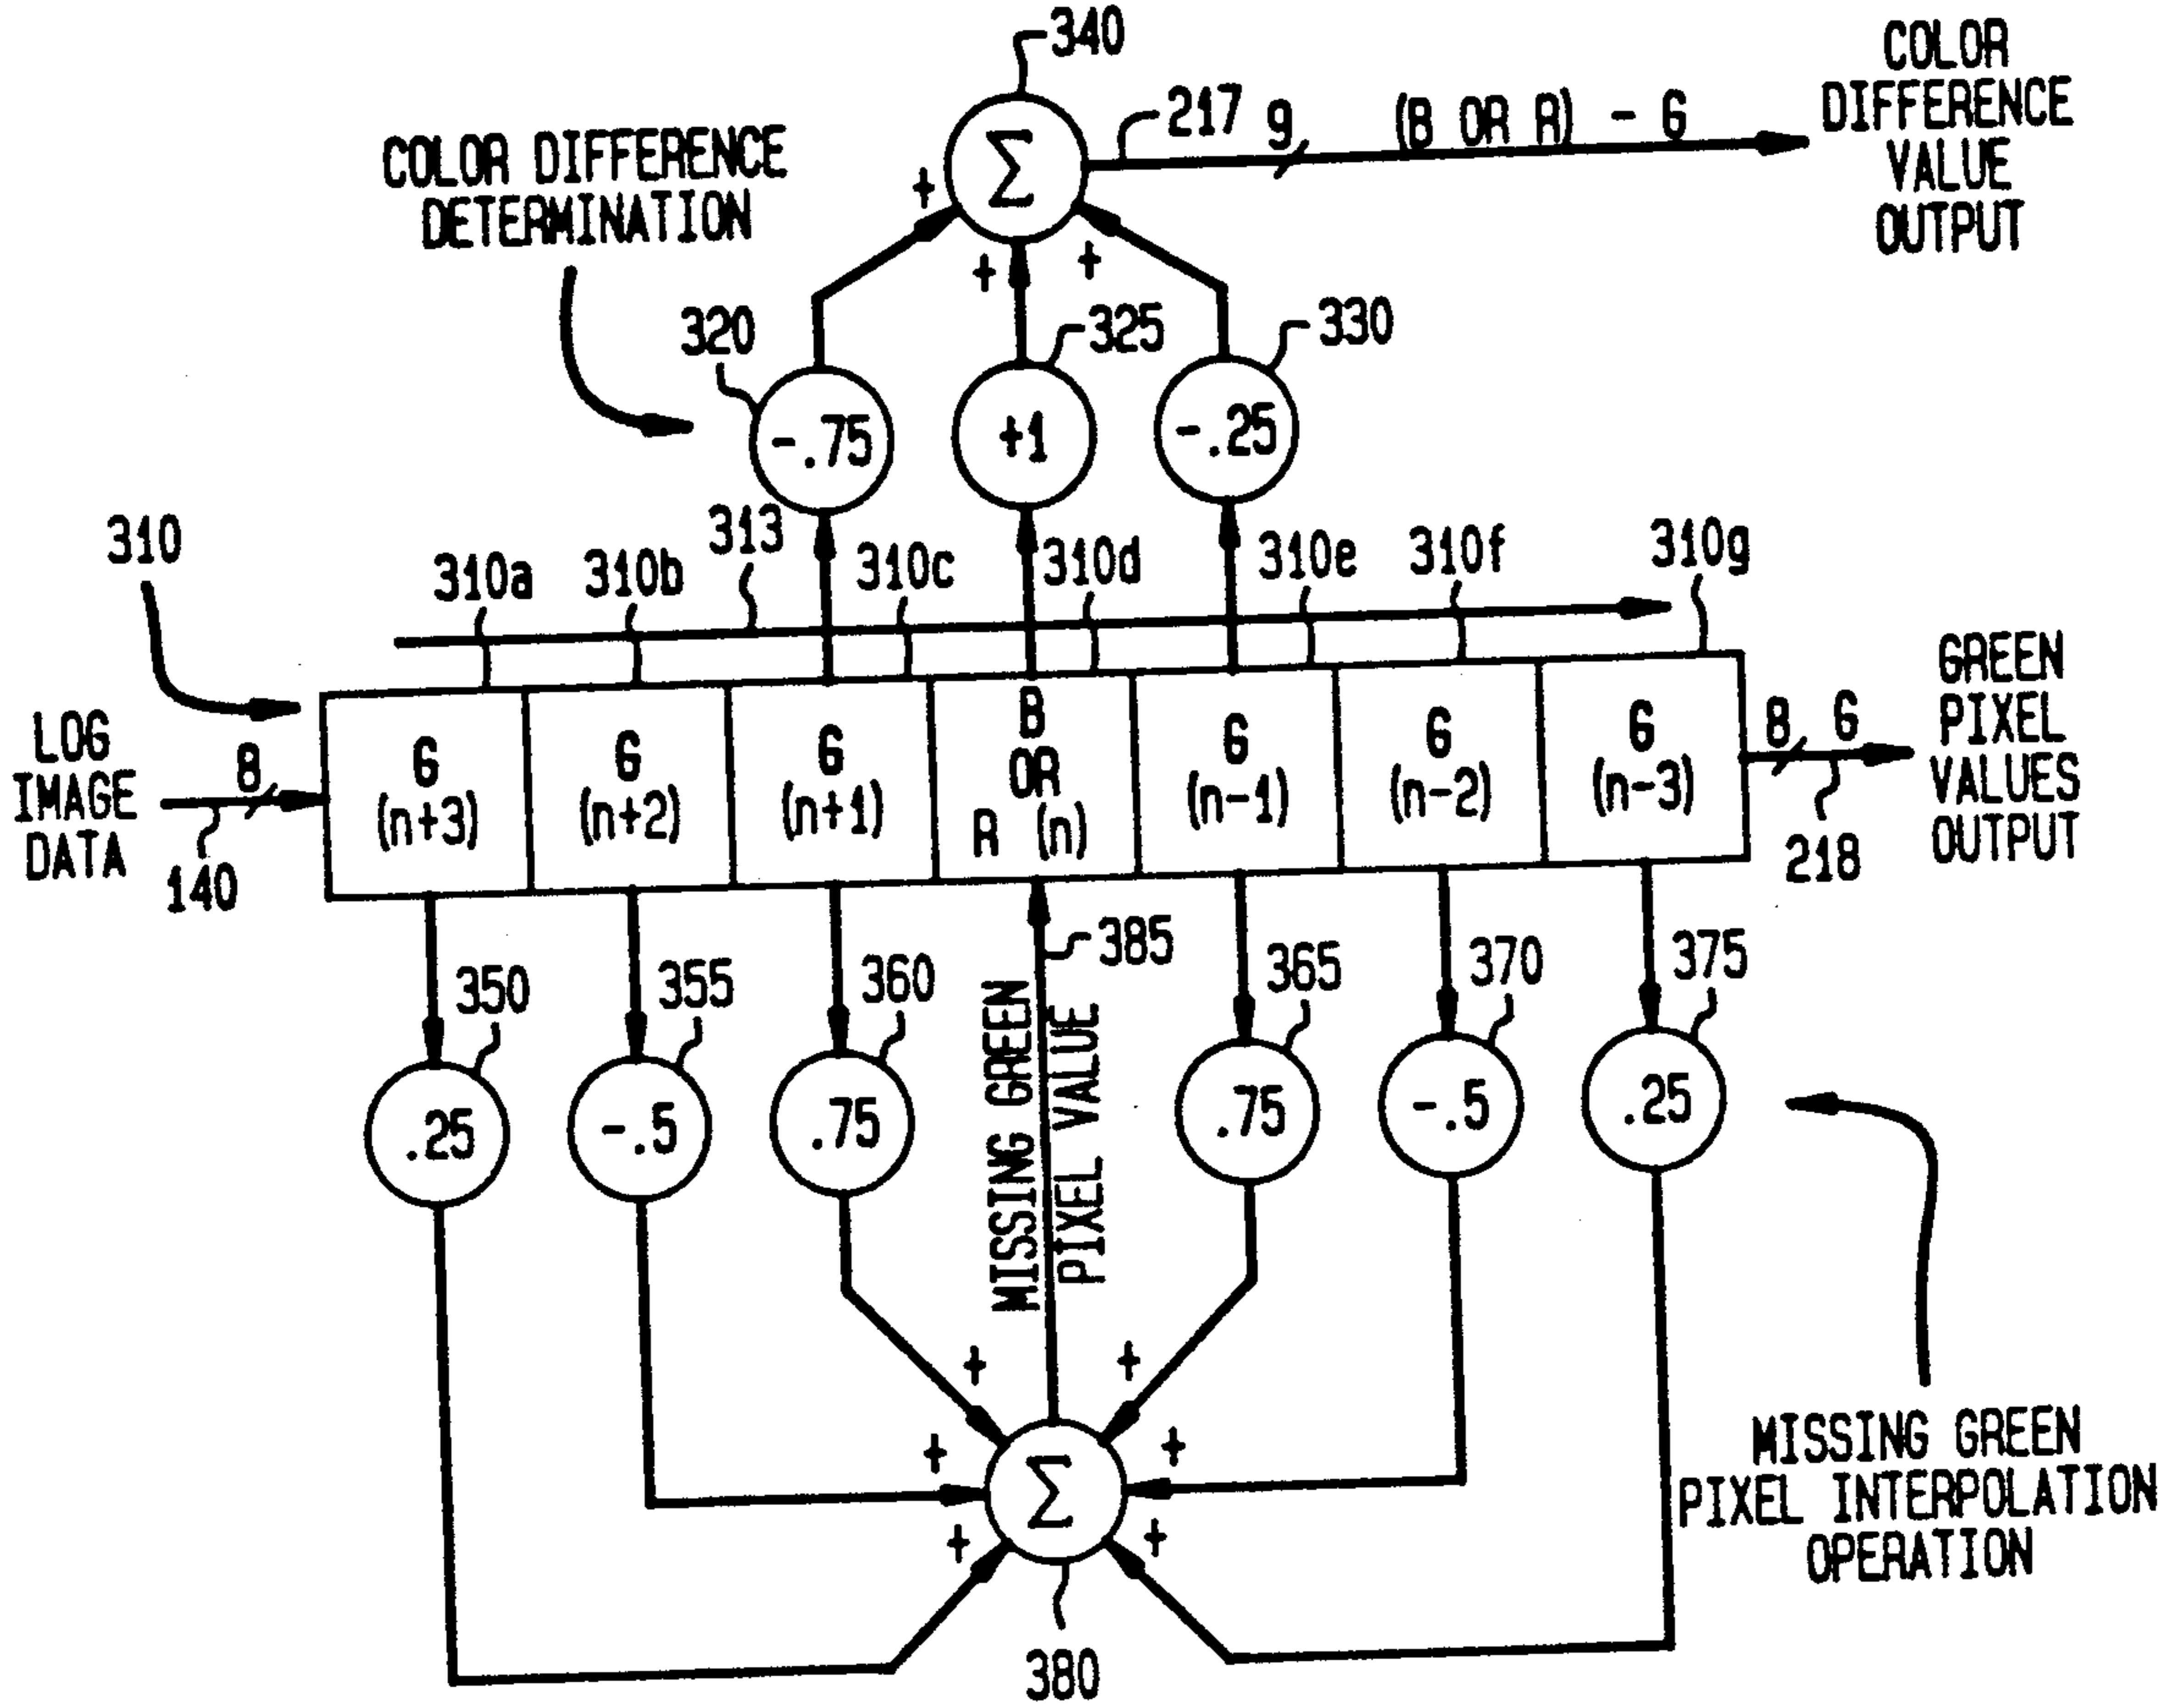 340
COLOR
DIFFERENCE
VALUE
OUTPUT
217
9
(B OR R) - G
COLOR DIFFERENCE
DETERMINATION
+
Σ
+
+
320
325
330
-.75
+1
-.25
310
313
310a
310b
310c
310d
310e
310f
310g
LOG
IMAGE
DATA
8
140
G
(n+3)
G
(n+2)
G
(n+1)
B
OR
R (n)
G
(n-1)
G
(n-2)
G
(n-3)
8
G
218
GREEN
PIXEL
VALUES
OUTPUT
350
355
360
385
365
370
375
.25
-.5
.75
MISSING GREEN
PIXEL VALUE
.75
-.5
.25
+
+
+
+
+
+
Σ
380
MISSING GREEN
PIXEL INTERPOLATION
OPERATION